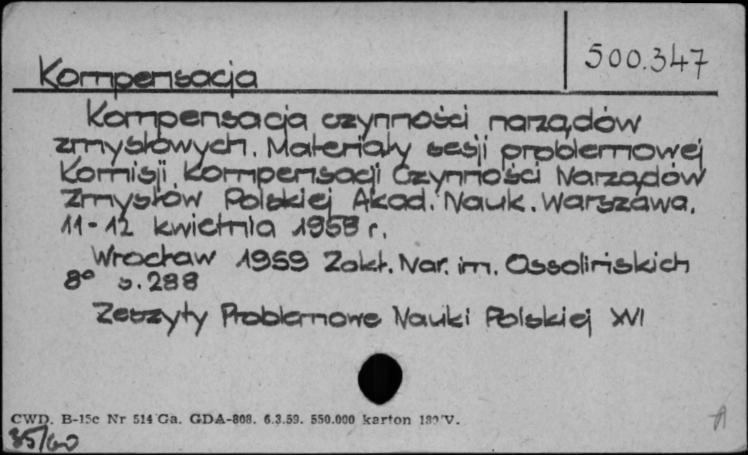 500.347
Kompensacja
Kompensacja czynności narządów
zmysłowych. Materiały sesji problemowej
Komisji Kompensacji Czynności Narządów
Zmysłów Polskiej Akad. Nauk. Warszawa.
11-12 kwietnia 1958 r.
Wrocław 1959 Zakł. Nar. im. Ossolińskich
8° s. 288
Zeszyty Problemowe Nauki Polskiej XVI
CWD. B-15c Nr 514 Ga. GDA-808. 6.3.59. 550.000 karton V.
35/60